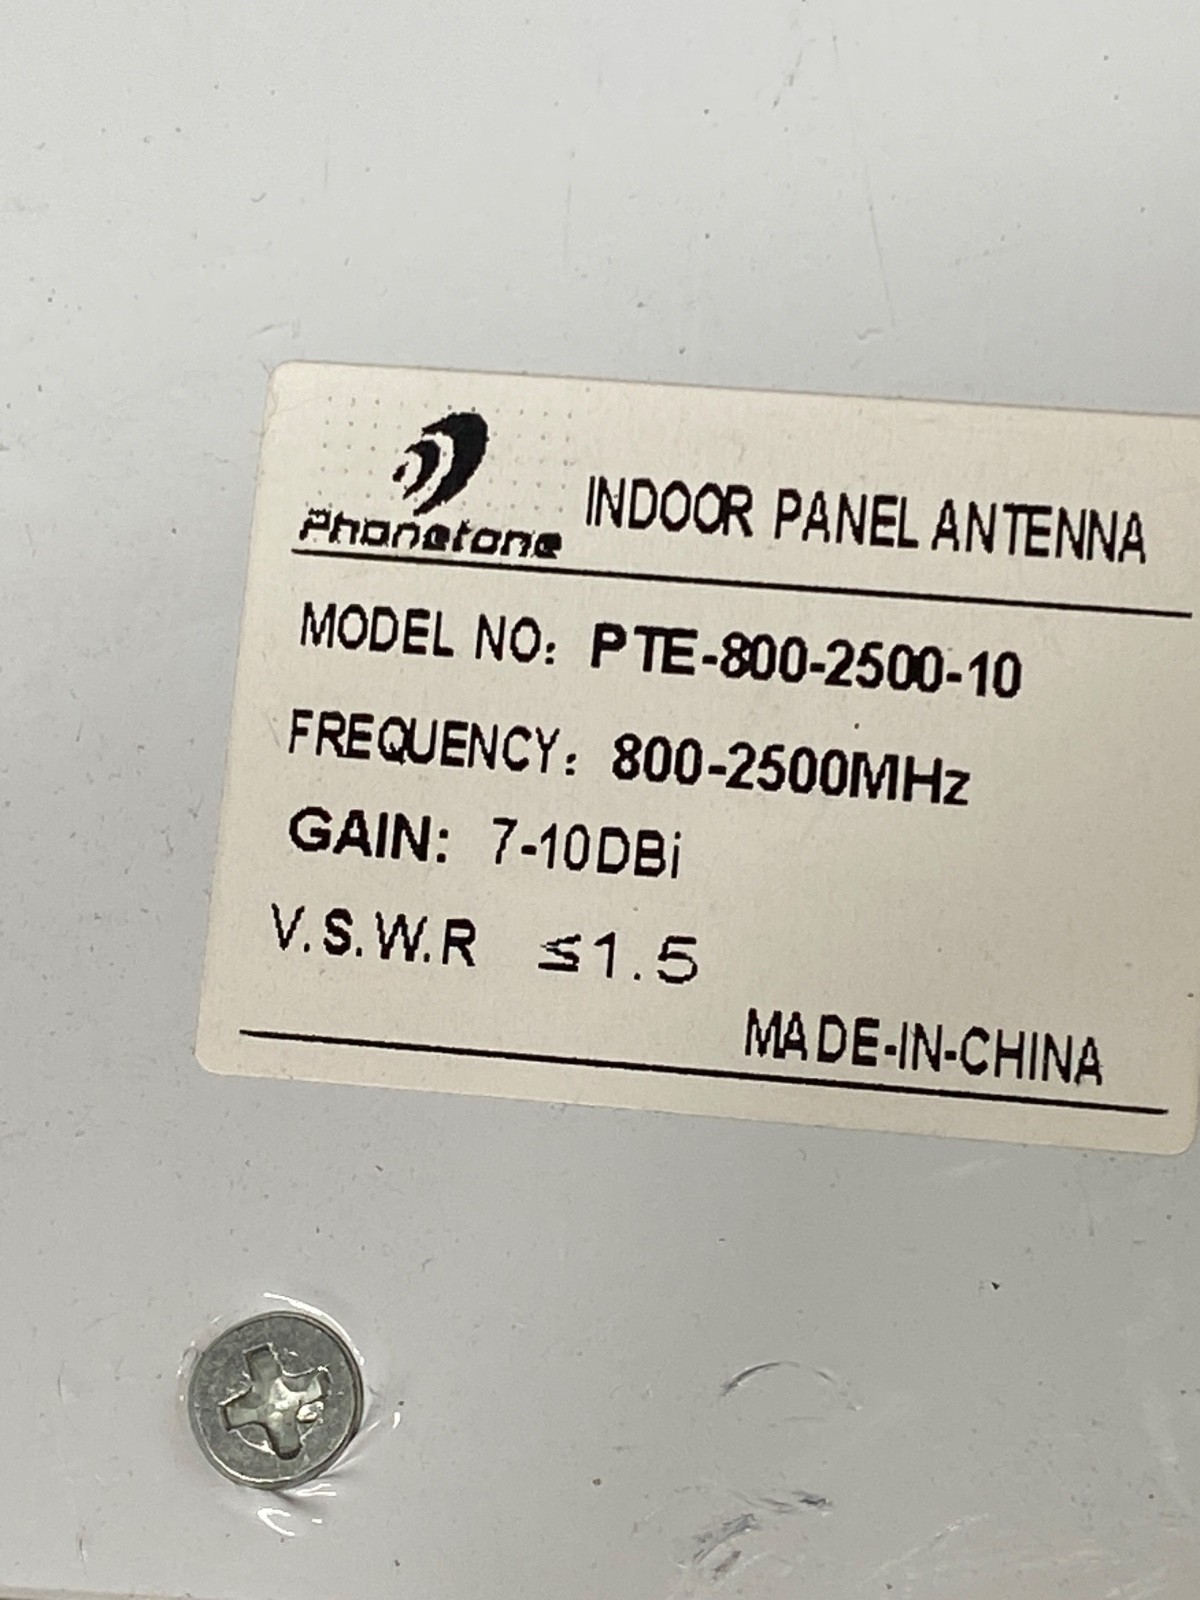 Phonetone
INDOOR PANEL ANTENNA
MODEL NO: PTE-800-2500-10
FREQUENCY: 800-2500MHz
GAIN: 7-10DBi
V.S.W.R ≤1.5
MADE-IN-CHINA